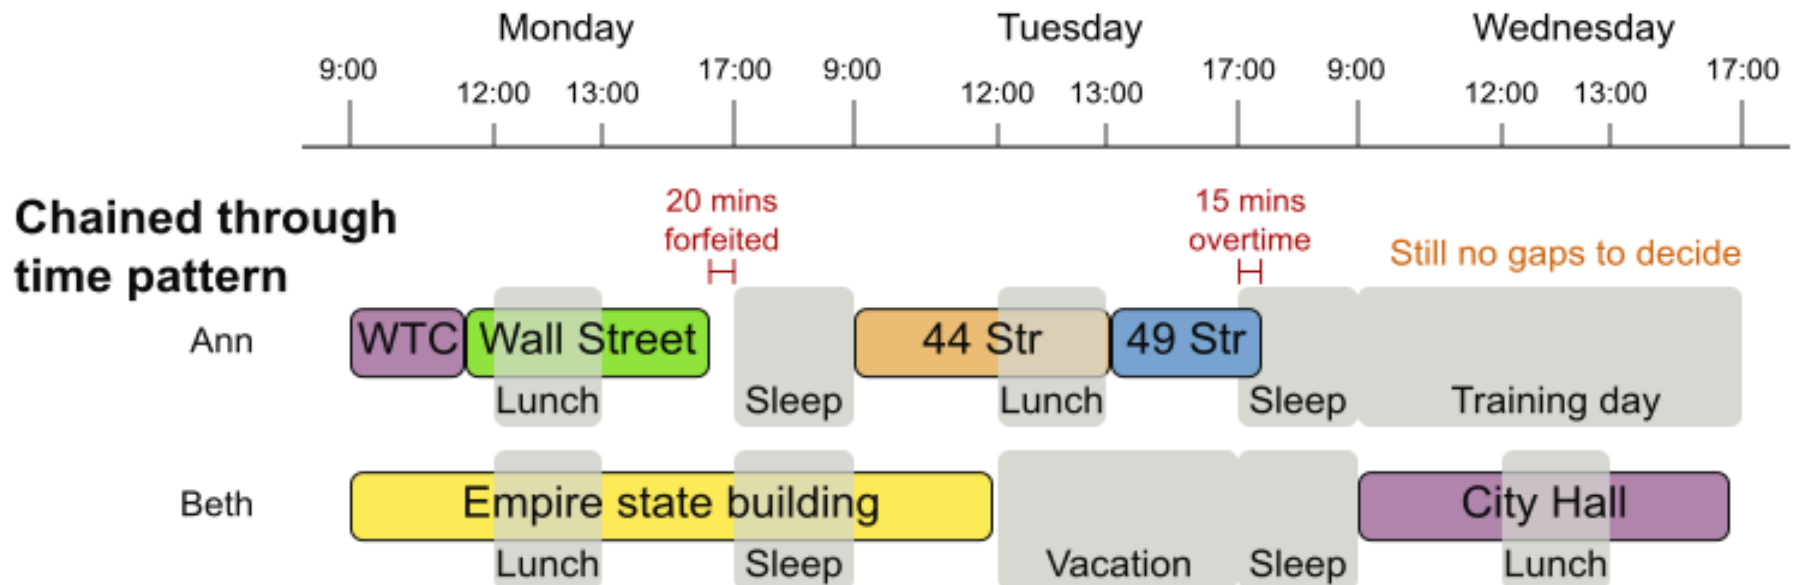 Monday Tuesday Wednesday
9:00 17:00 9:00 17:00 9:00 17:00
12:00 13:00 12:00 13:00 12:00 13:00
Chained through
time pattern
20 mins
forfeited
15 mins
overtime
Still no gaps to decide
Ann WTC Wall Street 44 Str 49 Str
Lunch Sleep Lunch Sleep Training day
Beth Empire state building City Hall
Lunch Sleep Vacation Sleep Lunch